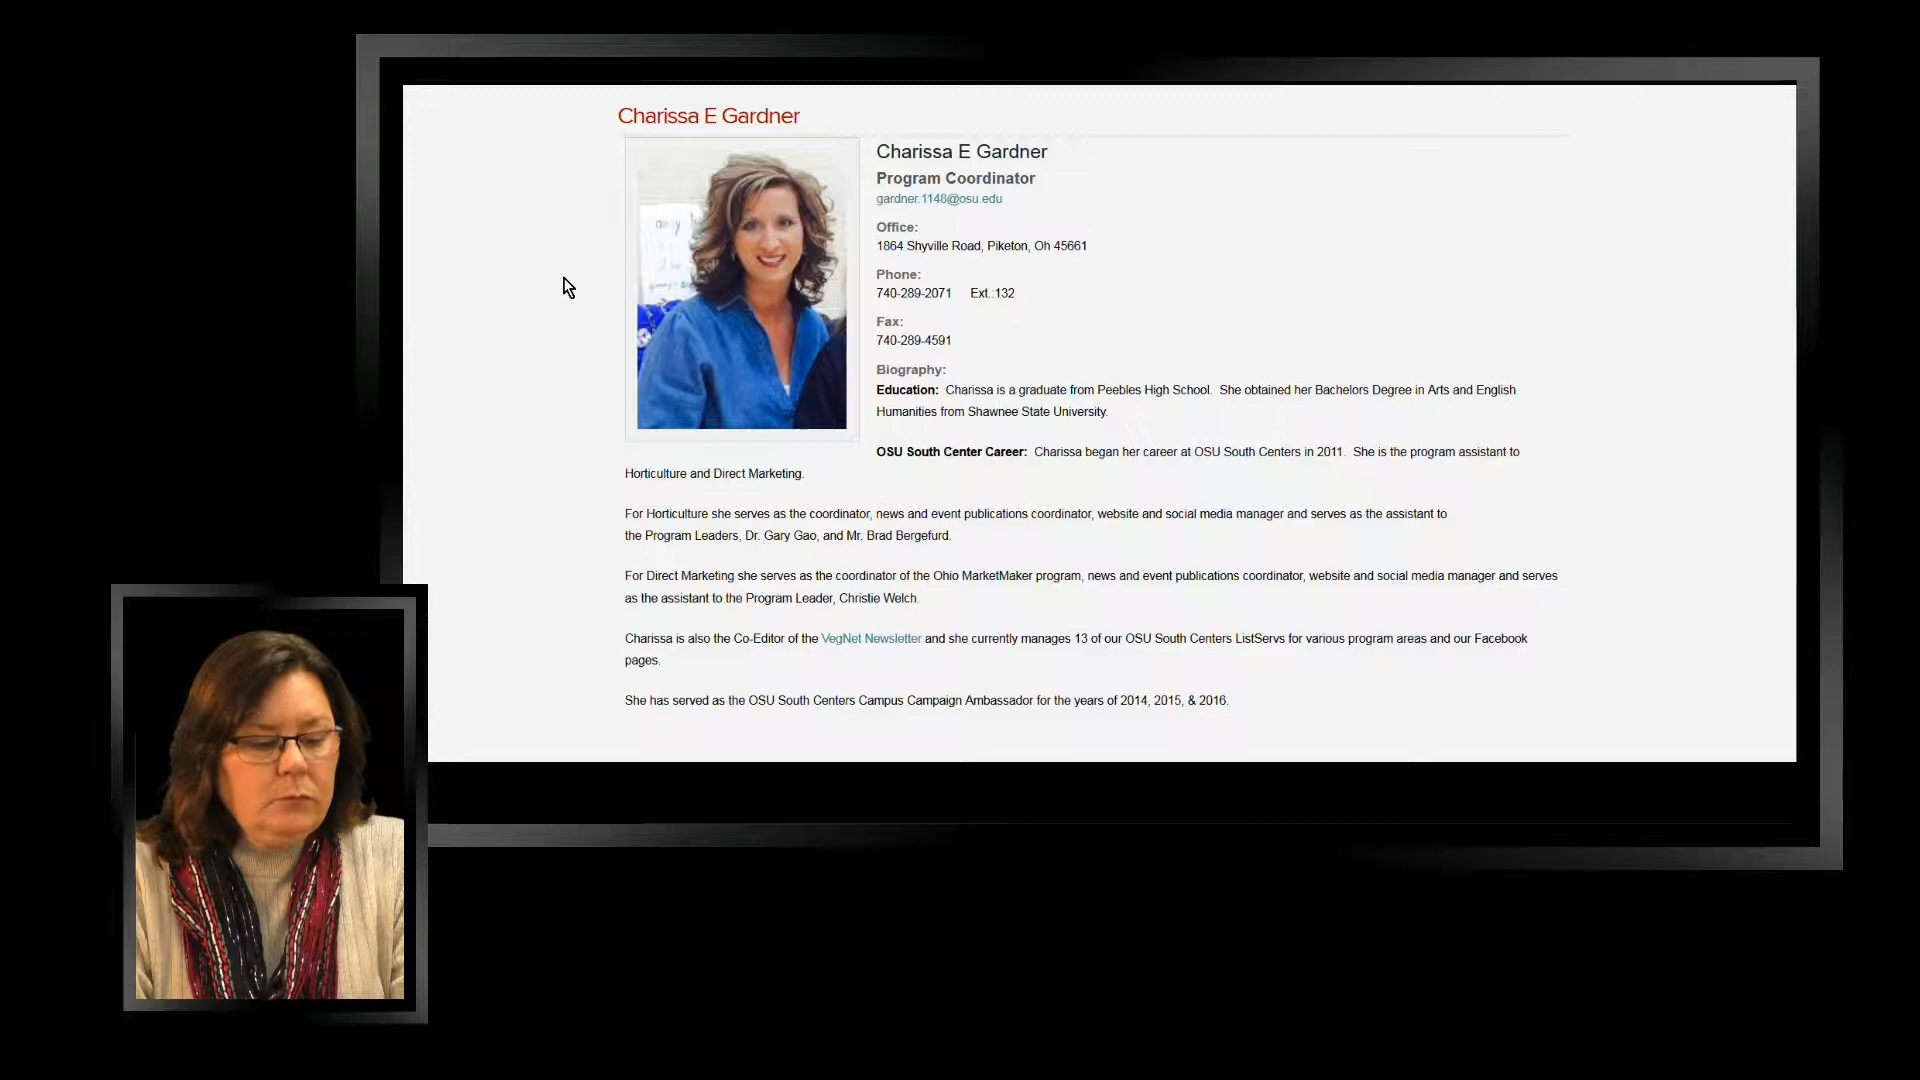 Charissa E Gardner
Charissa E Gardner
Program Coordinator
gardner.1148@osu.edu
Office:
1864 Shyville Road, Piketon, Oh 45661
Phone:
740-289-2071 Ext.:132
Fax:
740-289-4591
Biography:
Education: Charissa is a graduate from Peebles High School. She obtained her Bachelors Degree in Arts and English
Humanities from Shawnee State University.
OSU South Center Career: Charissa began her career at OSU South Centers in 2011. She is the program assistant to
Horticulture and Direct Marketing.
For Horticulture she serves as the coordinator, news and event publications coordinator, website and social media manager and serves as the assistant to
the Program Leaders, Dr. Gary Gao, and Mr. Brad Bergefurd.
For Direct Marketing she serves as the coordinator of the Ohio MarketMaker program, news and event publications coordinator, website and social media manager and serves
as the assistant to the Program Leader, Christie Welch.
Charissa is also the Co-Editor of the VegNet Newsletter and she currently manages 13 of our OSU South Centers ListServs for various program areas and our Facebook
pages.
She has served as the OSU South Centers Campus Campaign Ambassador for the years of 2014, 2015, & 2016.